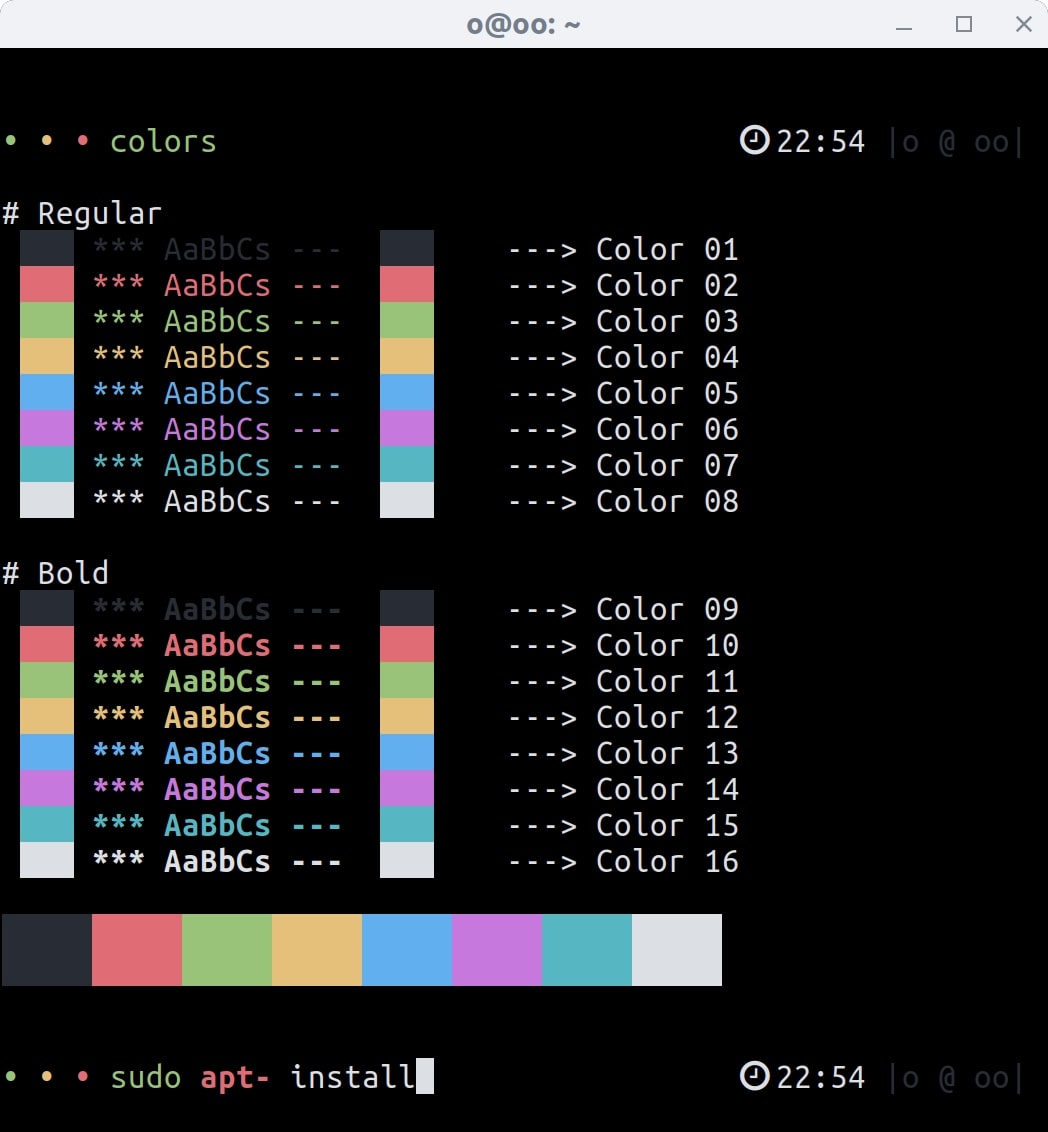 o@oo: ~
• • • colors 22:54 |o @ oo|
# Regular
*** AaBbCs --- ---> Color 01
*** AaBbCs --- ---> Color 02
*** AaBbCs --- ---> Color 03
*** AaBbCs --- ---> Color 04
*** AaBbCs --- ---> Color 05
*** AaBbCs --- ---> Color 06
*** AaBbCs --- ---> Color 07
*** AaBbCs --- ---> Color 08
# Bold
*** AaBbCs --- ---> Color 09
*** AaBbCs --- ---> Color 10
*** AaBbCs --- ---> Color 11
*** AaBbCs --- ---> Color 12
*** AaBbCs --- ---> Color 13
*** AaBbCs --- ---> Color 14
*** AaBbCs --- ---> Color 15
*** AaBbCs --- ---> Color 16
• • • sudo apt- install 22:54 |o @ oo|